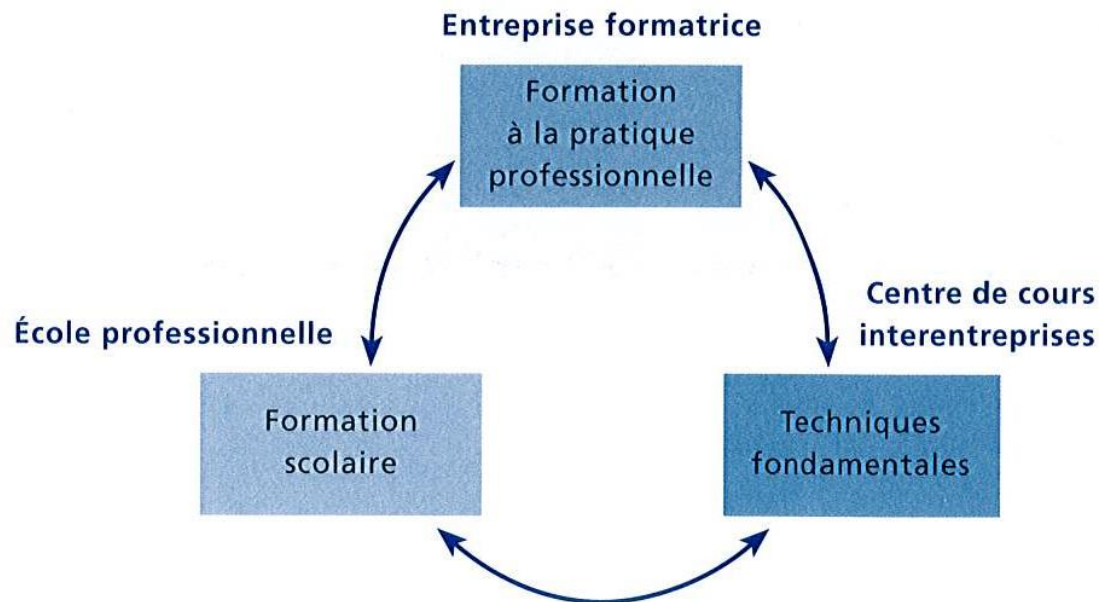 Entreprise formatrice
Formation
à la pratique
professionnelle
École professionnelle
Centre de cours
interentreprises
Formation
scolaire
Techniques
fondamentales